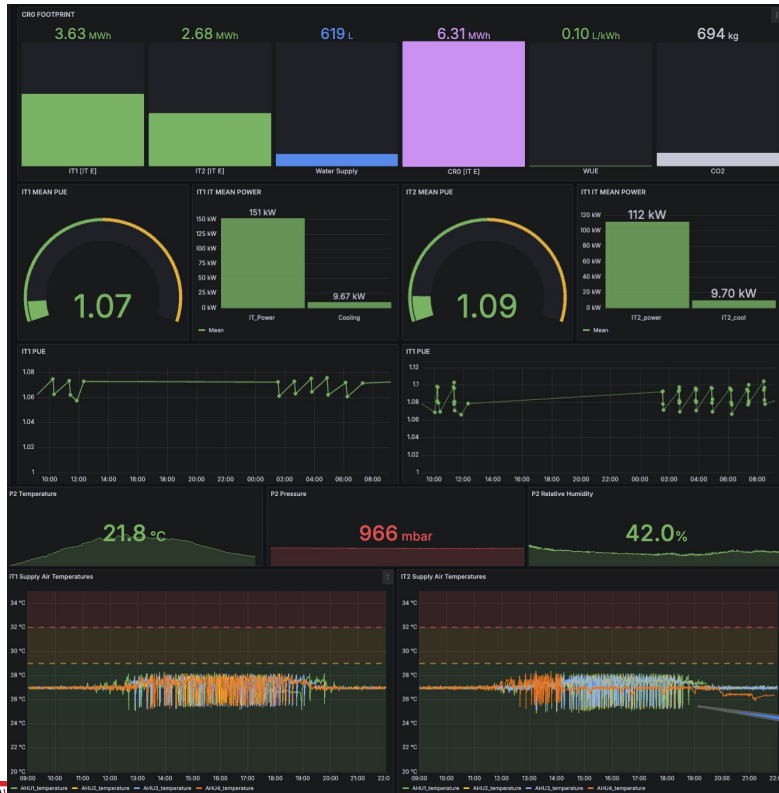 CR0 FOOTPRINT
3.63 MWh 2.68 MWh 619 L 6.31 MWh 0.10 L/kWh 694 kg
IT1 [IT E] IT2 [IT E] Water Supply CR0 [IT E] WUE CO2
IT1 MEAN PUE IT1 IT MEAN POWER IT2 MEAN PUE IT1 IT MEAN POWER
1.07
151 kW
150 kW
125 kW
100 kW
75 kW
50 kW
25 kW
0 kW
9.67 kW
IT_Power Cooling
Mean
1.09
120 kW
112 kW
100 kW
80 kW
60 kW
40 kW
20 kW
0 kW
9.70 kW
IT2_power IT2_cool
Mean
IT1 PUE
1.08
1.06
1.04
1.02
1
10:00 12:00 14:00 16:00 18:00 20:00 22:00 00:00 02:00 04:00 06:00 08:00
IT1 PUE
1.12
1.1
1.08
1.06
1.04
1.02
1
10:00 12:00 14:00 16:00 18:00 20:00 22:00 00:00 02:00 04:00 06:00 08:00
P2 Temperature P2 Pressure P2 Relative Humidity
21.8 °C 966 mbar 42.0%
IT1 Supply Air Temperatures
34 °C
32 °C
30 °C
28 °C
26 °C
24 °C
22 °C
20 °C
09:00 10:00 11:00 12:00 13:00 14:00 15:00 16:00 17:00 18:00 19:00 20:00 21:00 22:0
AHU1_temperature AHU2_temperature AHU3_temperature AHU4_temperature
IT2 Supply Air Temperatures
34 °C
32 °C
30 °C
28 °C
26 °C
24 °C
22 °C
20 °C
09:00 10:00 11:00 12:00 13:00 14:00 15:00 16:00 17:00 18:00 19:00 20:00 21:00 22:0
AHU1_temperature AHU2_temperature AHU3_temperature AHU4_temperature